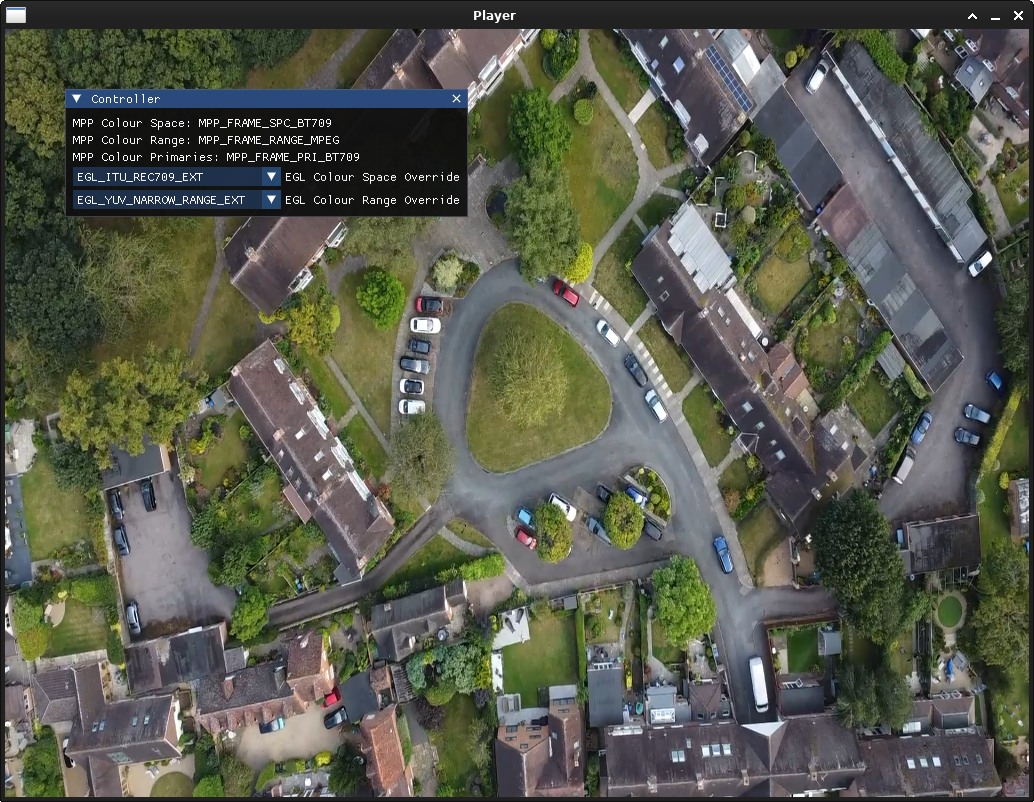 Player
Controller
MPP Colour Space: MPP_FRAME_SPC_BT709
MPP Colour Range: MPP_FRAME_RANGE_MPEG
MPP Colour Primaries: MPP_FRAME_PRI_BT709
EGL_ITU_REC709_EXT EGL Colour Space Override
EGL_YUV_NARROW_RANGE_EXT EGL Colour Range Override